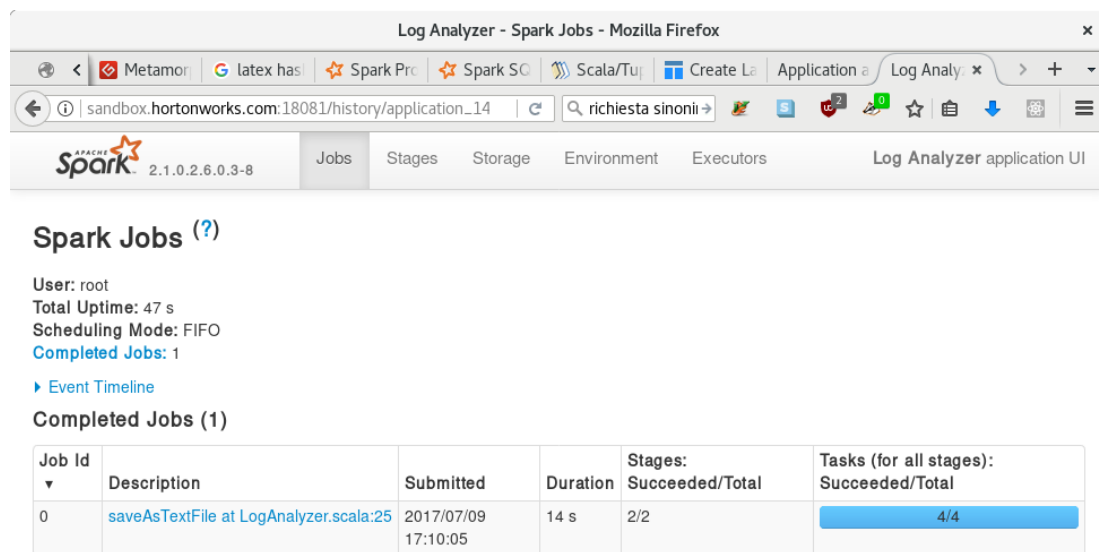 Log Analyzer - Spark Jobs - Mozilla Firefox
Metamor G latex has Spark Pro Spark SQ Scala/Tup Create La Application a Log Analy
sandbox.hortonworks.com:18081/history/application_14 richiesta sinonii S 2 0
APACHE Spark 2.1.0.2.6.0.3-8 Jobs Stages Storage Environment Executors Log Analyzer application UI
Spark Jobs (?)
User: root
Total Uptime: 47 s
Scheduling Mode: FIFO
Completed Jobs: 1
Event Timeline
Completed Jobs (1)
Job Id ▾ Description Submitted Duration Stages: Succeeded/Total Tasks (for all stages): Succeeded/Total
0 saveAsTextFile at LogAnalyzer.scala:25 2017/07/09 17:10:05 14 s 2/2 4/4